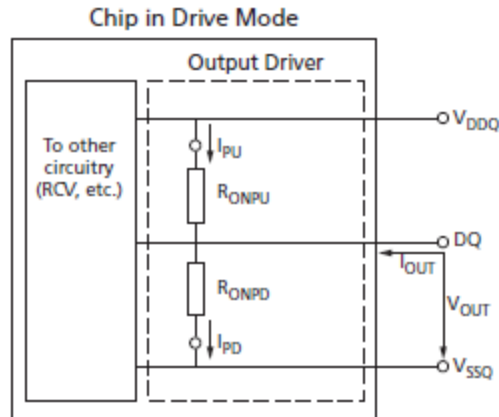 Chip in Drive Mode
Output Driver
To other
circuitry
(RCV, etc.)
VDDQ
IPU
RONPU
DQ
IOUT
RONPD
VOUT
IPD
VSSQ